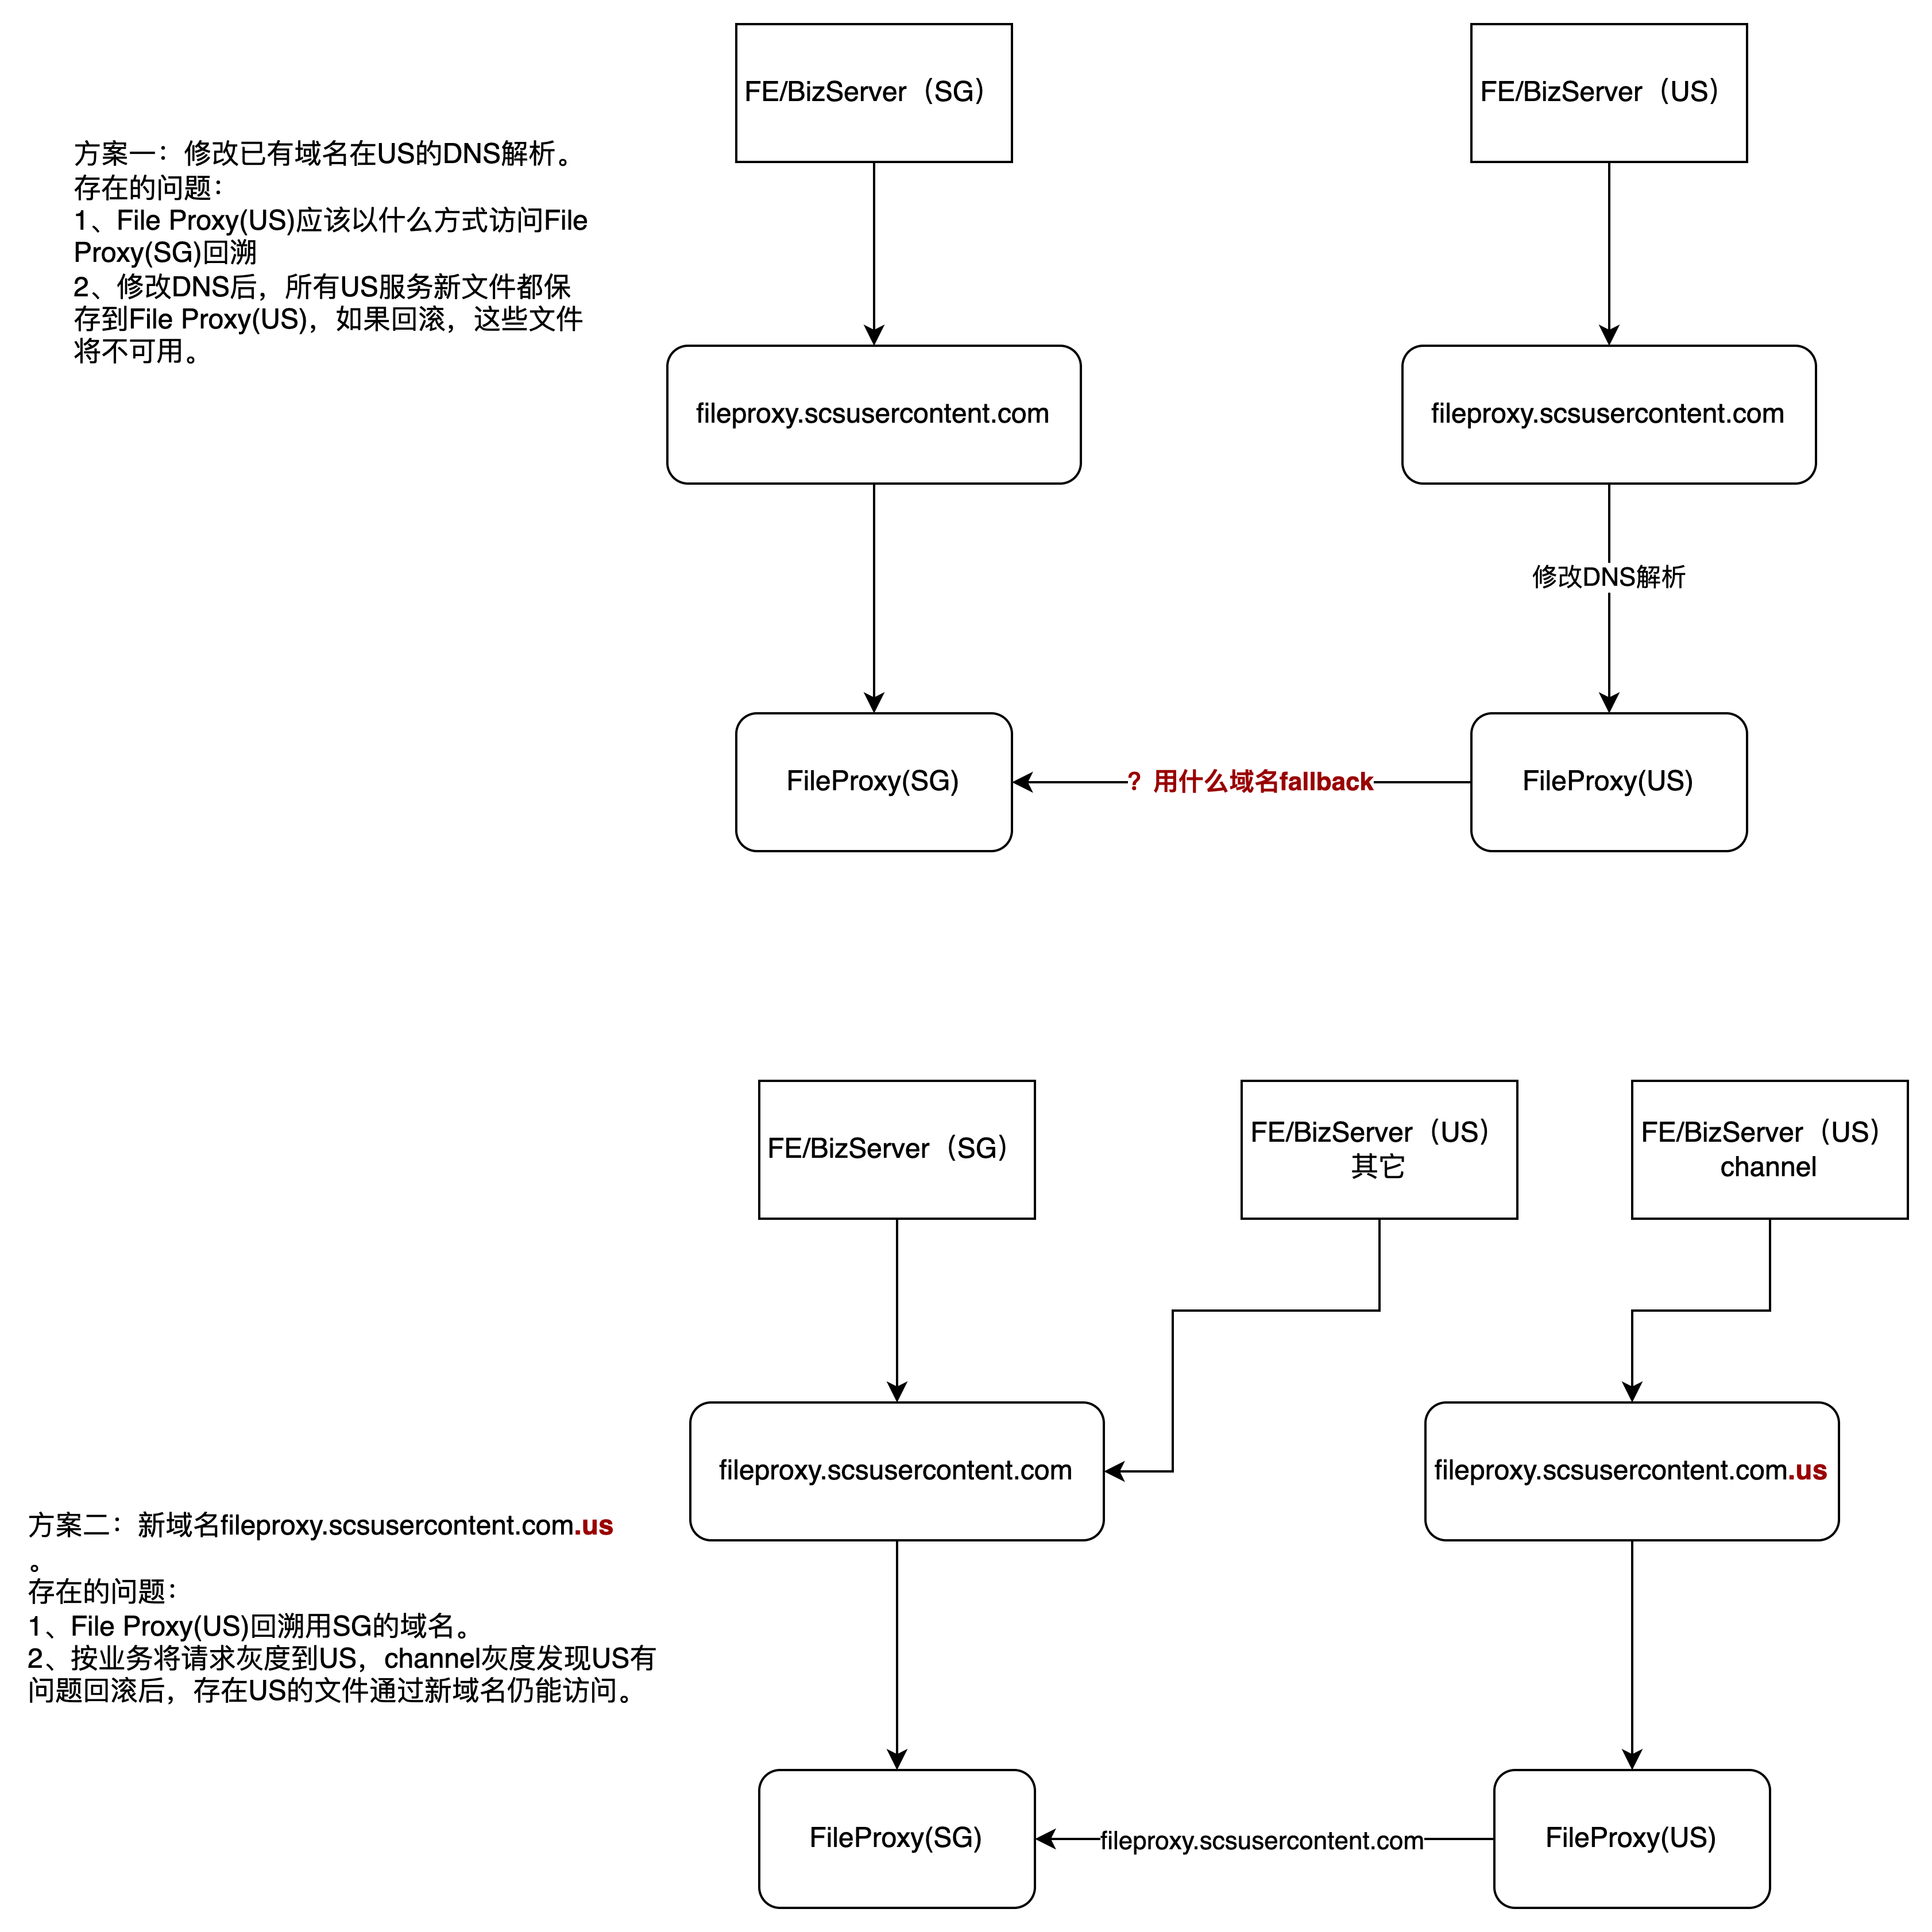 FE/BizServer（SG）
FE/BizServer（US）
方案一：修改已有域名在US的DNS解析。
存在的问题：
1、File Proxy(US)应该以什么方式访问File
Proxy(SG)回溯
2、修改DNS后，所有US服务新文件都保
存到File Proxy(US)，如果回滚，这些文件
将不可用。
fileproxy.scsusercontent.com
fileproxy.scsusercontent.com
修改DNS解析
FileProxy(SG)
？用什么域名fallback
FileProxy(US)
FE/BizServer（SG）
FE/BizServer（US）
其它
FE/BizServer（US）
channel
fileproxy.scsusercontent.com
fileproxy.scsusercontent.com.us
方案二：新域名fileproxy.scsusercontent.com.us
。
存在的问题：
1、File Proxy(US)回溯用SG的域名。
2、按业务将请求灰度到US，channel灰度发现US有
问题回滚后，存在US的文件通过新域名仍能访问。
FileProxy(SG)
fileproxy.scsusercontent.com
FileProxy(US)